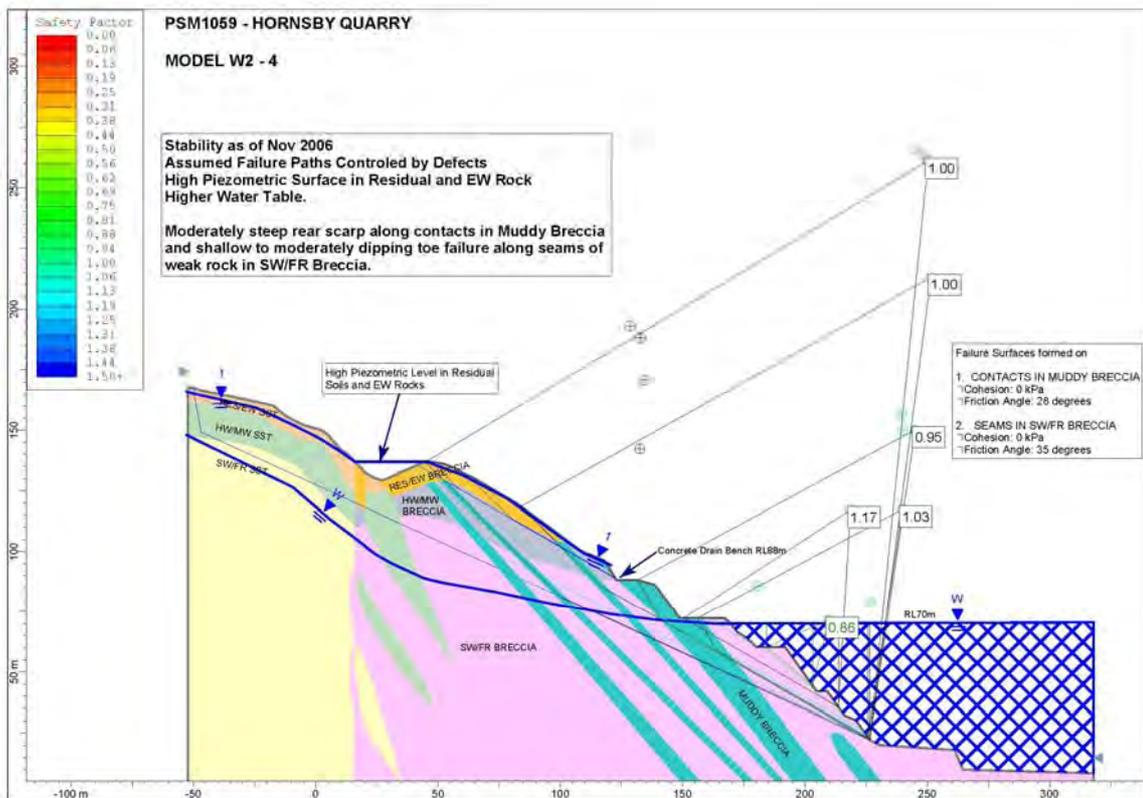 Safety Factor
0.00
0.06
0.13
0.19
0.25
0.31
0.38
0.44
0.50
0.56
0.63
0.69
0.75
0.81
0.88
0.94
1.00
1.06
1.13
1.19
1.25
1.31
1.38
1.44
1.50+
PSM1059 - HORNSBY QUARRY
MODEL W2 - 4
Stability as of Nov 2006
Assumed Failure Paths Controled by Defects
High Piezometric Surface in Residual and EW Rock
Higher Water Table.
Moderately steep rear scarp along contacts in Muddy Breccia
and shallow to moderately dipping toe failure along seams of
weak rock in SW/FR Breccia.
1.00
1.00
0.95
1.17
1.03
0.86
Failure Surfaces formed on
1. CONTACTS IN MUDDY BRECCIA
Cohesion: 0 kPa
Friction Angle: 28 degrees
2. SEAMS IN SW/FR BRECCIA
Cohesion: 0 kPa
Friction Angle: 35 degrees
High Piezometric Level in Residual
Soils and EW Rocks
1
RES/EW SST
HW/MW SST
SW/FR SST
W
RES/EW BRECCIA
HW/MW
BRECCIA
1
Concrete Drain Bench RL88m
RL70m
W
SW/FR BRECCIA
MUDDY BRECCIA
300
250
200
150
100
50 m
-100 m
-50
0
50
100
150
200
250
300